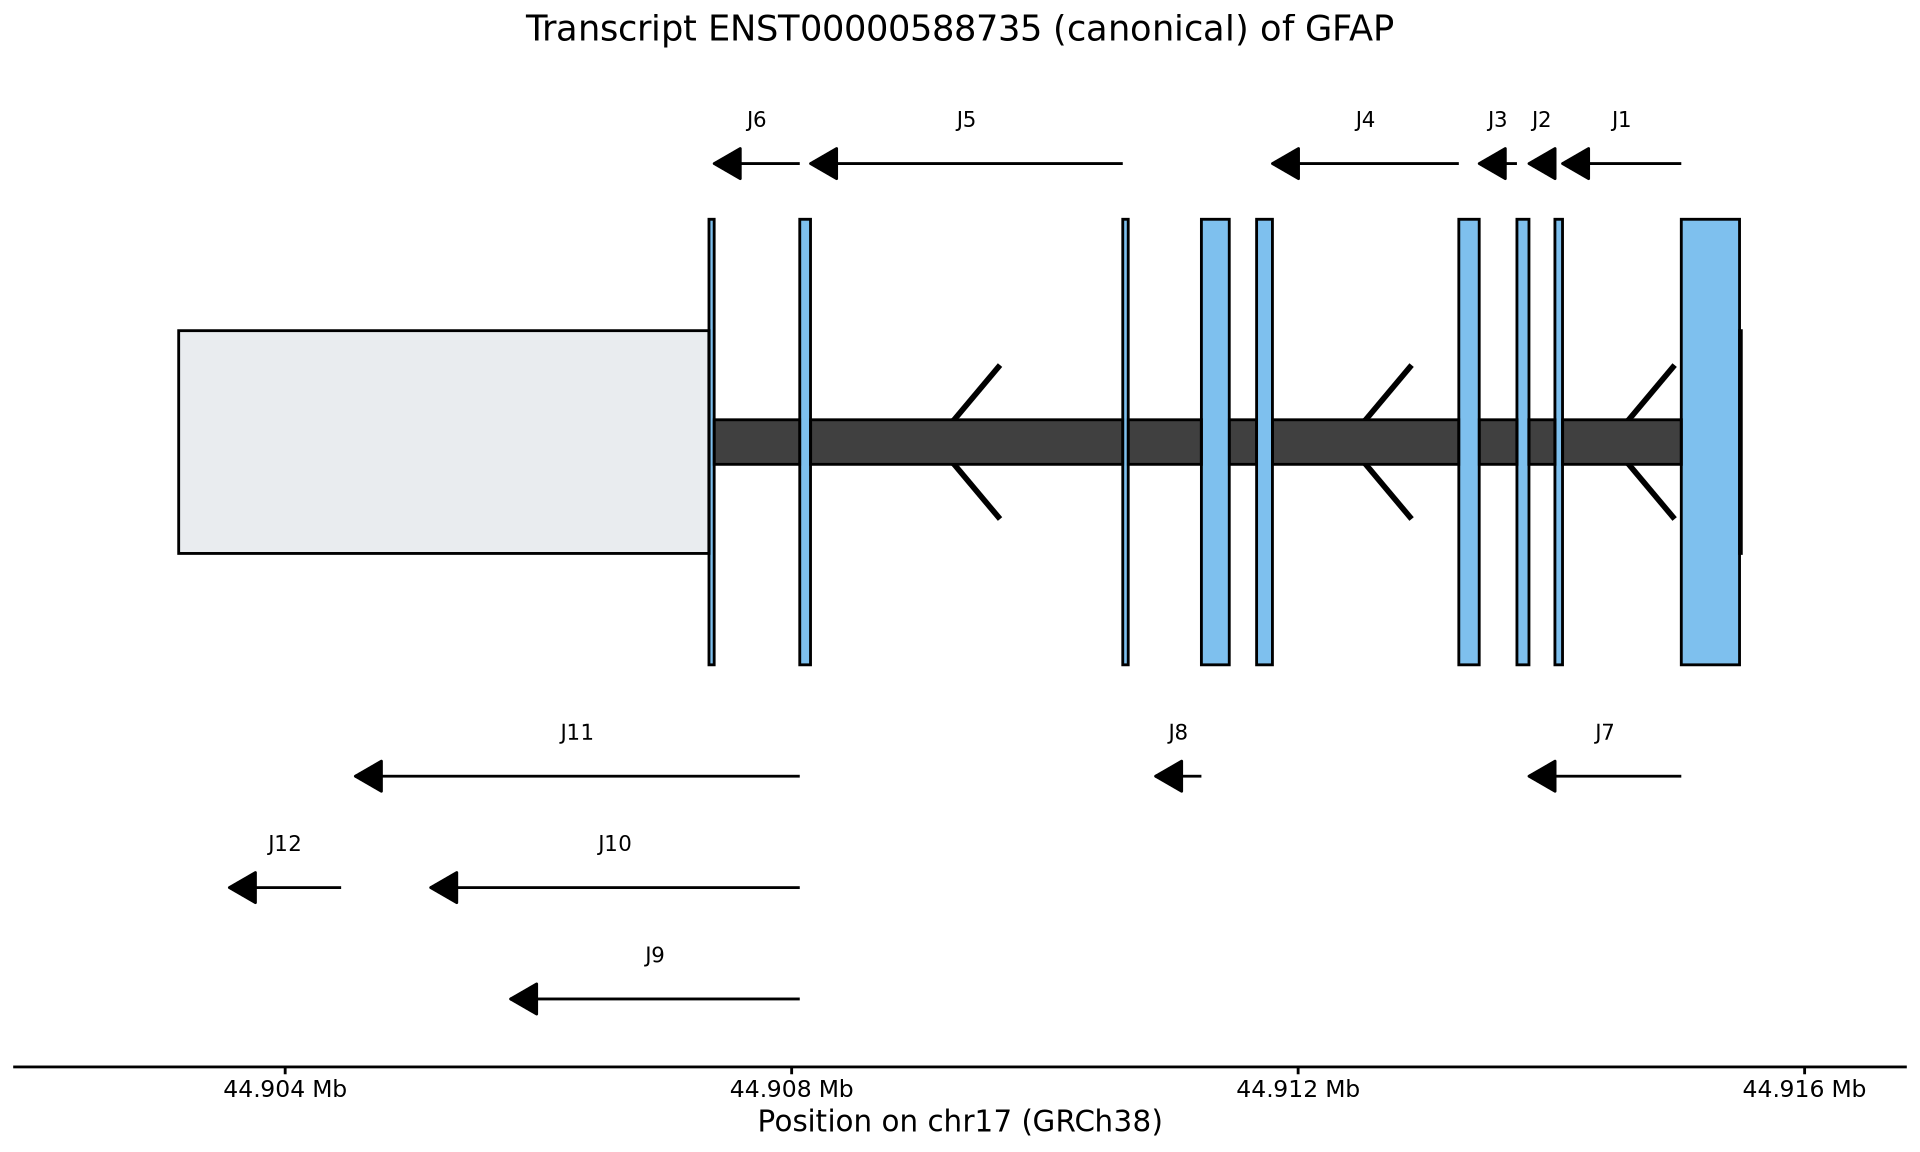 Transcript ENST00000588735 (canonical) of GFAP
J6 J5 J4 J3 J2 J1
J11 J8 J7
J12 J10
J9
44.904 Mb 44.908 Mb 44.912 Mb 44.916 Mb
Position on chr17 (GRCh38)